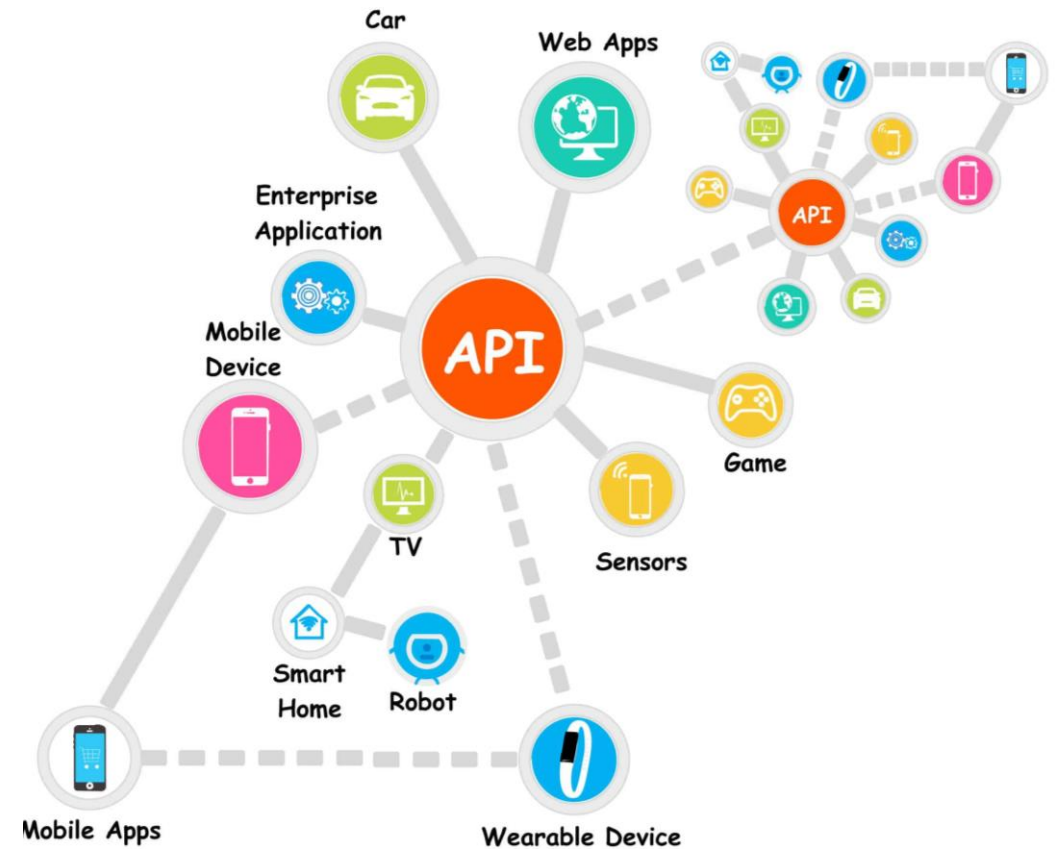 Car
Web Apps
Enterprise
Application
API
Mobile
Device
API
Game
TV
Sensors
Smart
Home
Robot
Mobile Apps
Wearable Device